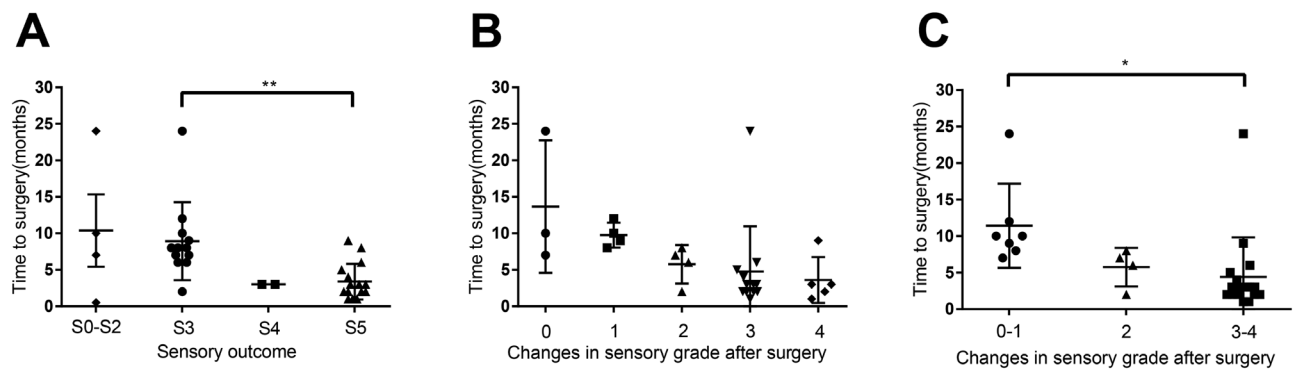 A
B
C
**
*
Time to surgery(months)
30
25
20
15
10
5
0
S0-S2
S3
S4
S5
Sensory outcome
Time to surgery(months)
30
25
20
15
10
5
0
0
1
2
3
4
Changes in sensory grade after surgery
Time to surgery(months)
30
25
20
15
10
5
0
0-1
2
3-4
Changes in sensory grade after surgery